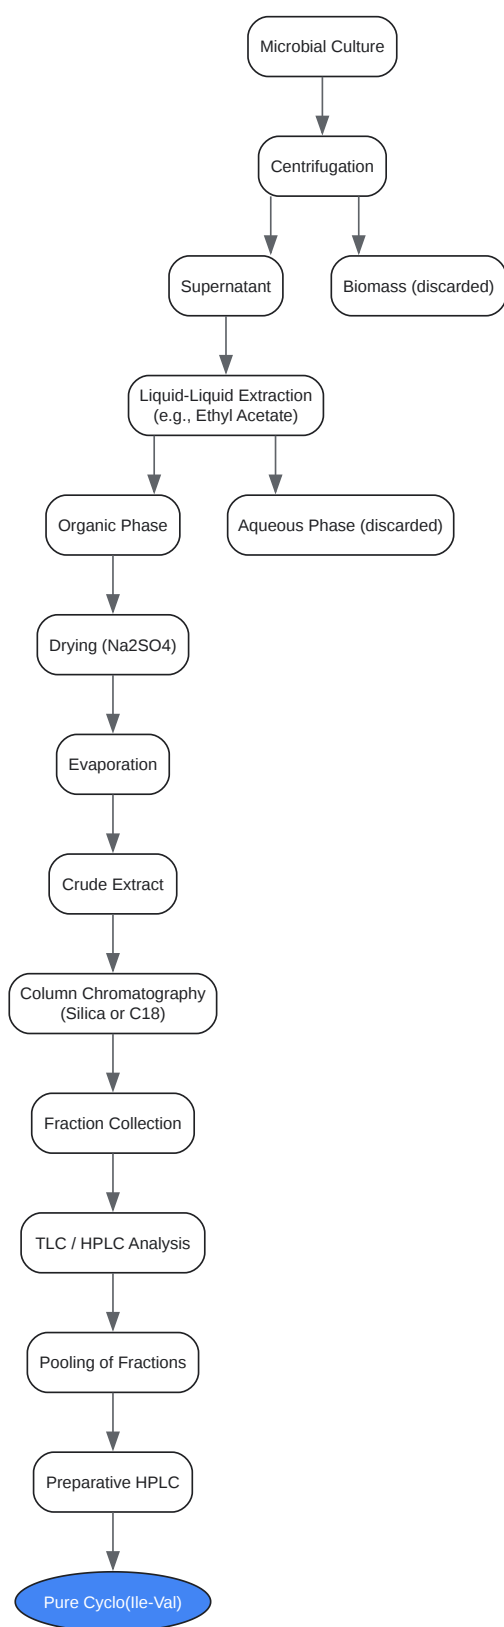 Microbial Culture
Centrifugation
Supernatant
Biomass (discarded)
Liquid-Liquid Extraction
(e.g., Ethyl Acetate)
Organic Phase
Aqueous Phase (discarded)
Drying (Na2SO4)
Evaporation
Crude Extract
Column Chromatography
(Silica or C18)
Fraction Collection
TLC / HPLC Analysis
Pooling of Fractions
Preparative HPLC
Pure Cyclo(Ile-Val)